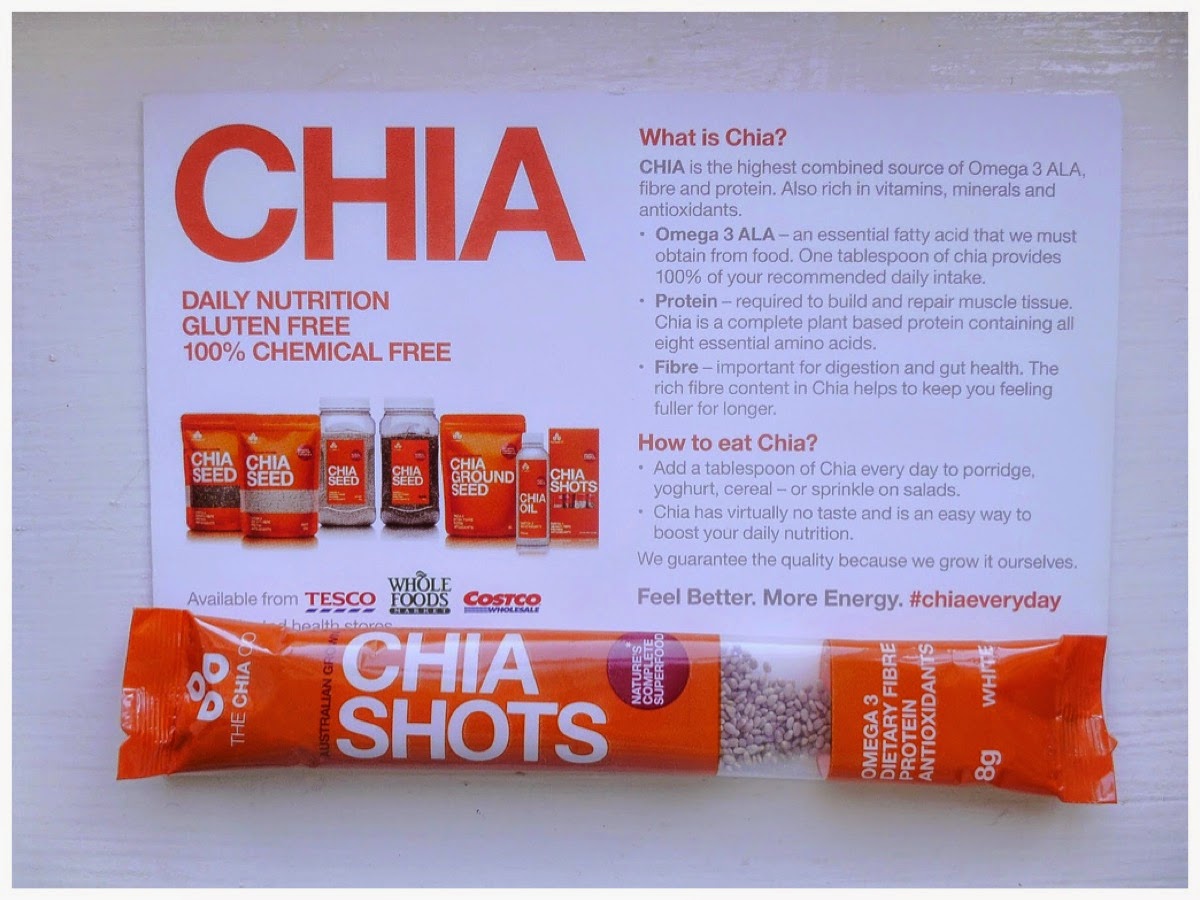 CHIA
DAILY NUTRITION
GLUTEN FREE
100% CHEMICAL FREE
CHIA
SEED
CHIA
SEED
CHIA
SEED
CHIA
SEED
CHIA
GROUND
SEED
CHIA
OIL
CHIA
SHOTS
Available from TESCO
WHOLE
FOODS
MARKET
COSTCO
WHOLESALE
health stores
What is Chia?
CHIA is the highest combined source of Omega 3 ALA,
fibre and protein. Also rich in vitamins, minerals and
antioxidants.
• Omega 3 ALA – an essential fatty acid that we must
obtain from food. One tablespoon of chia provides
100% of your recommended daily intake.
• Protein – required to build and repair muscle tissue.
Chia is a complete plant based protein containing all
eight essential amino acids.
• Fibre – important for digestion and gut health. The
rich fibre content in Chia helps to keep you feeling
fuller for longer.
How to eat Chia?
• Add a tablespoon of Chia every day to porridge,
yoghurt, cereal – or sprinkle on salads.
• Chia has virtually no taste and is an easy way to
boost your daily nutrition.
We guarantee the quality because we grow it ourselves.
Feel Better. More Energy. #chiaeveryday
THE CHIA CO
AUSTRALIAN
CHIA
SHOTS
NATURE'S
COMPLETE
SUPERFOOD
OMEGA 3
DIETARY FIBRE
PROTEIN
ANTIOXIDANTS
8g
WHITE